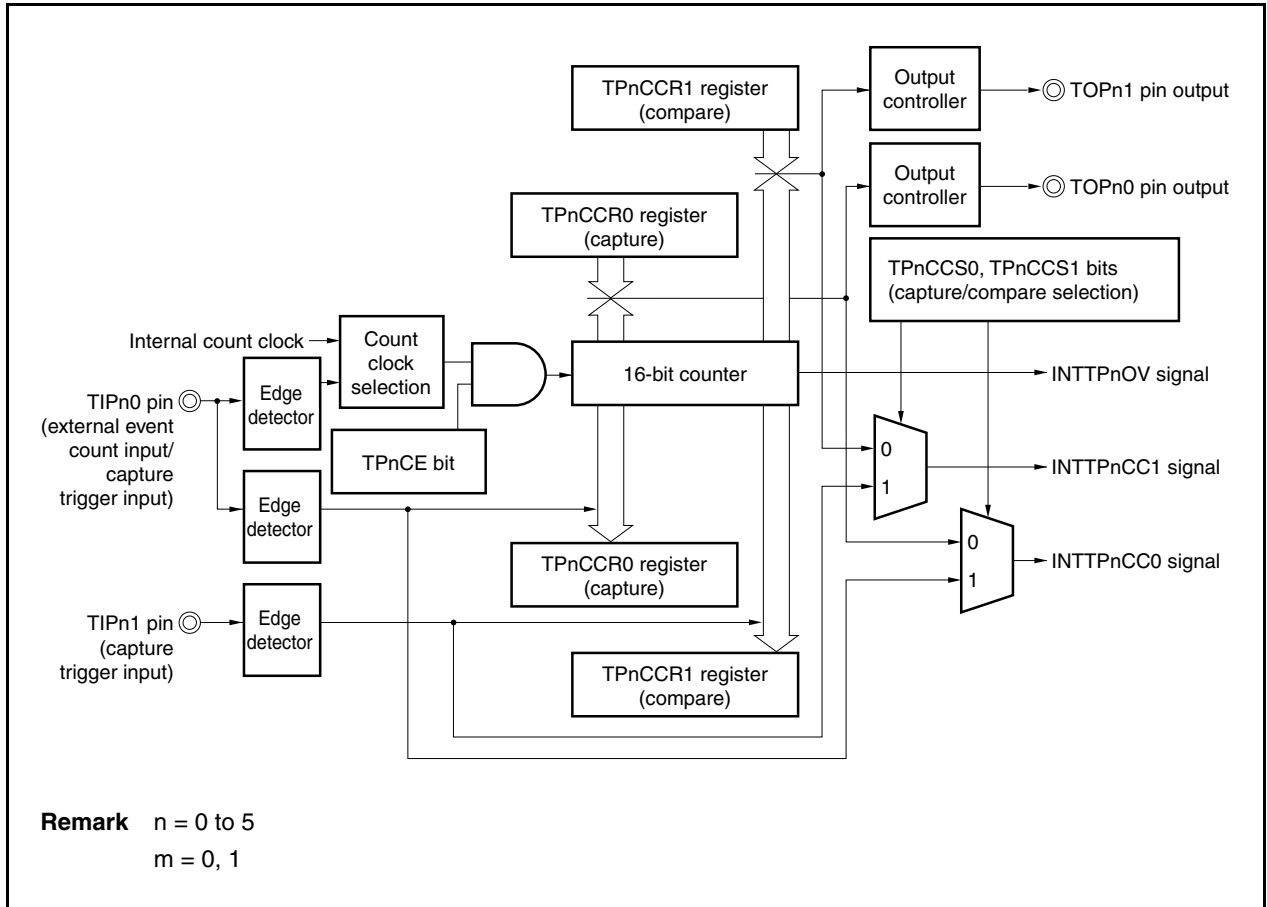 TPnCCR1 register
(compare)
Output
controller
TOPn1 pin output
Output
controller
TOPn0 pin output
TPnCCR0 register
(capture)
TPnCCS0, TPnCCS1 bits
(capture/compare selection)
Internal count clock
Count
clock
selection
16-bit counter
INTTPnOV signal
TIPn0 pin
(external event
count input/
capture
trigger input)
Edge
detector
TPnCE bit
0
1
INTTPnCC1 signal
Edge
detector
TPnCCR0 register
(capture)
0
1
INTTPnCC0 signal
TIPn1 pin
(capture
trigger input)
Edge
detector
TPnCCR1 register
(compare)
Remark n = 0 to 5
m = 0, 1